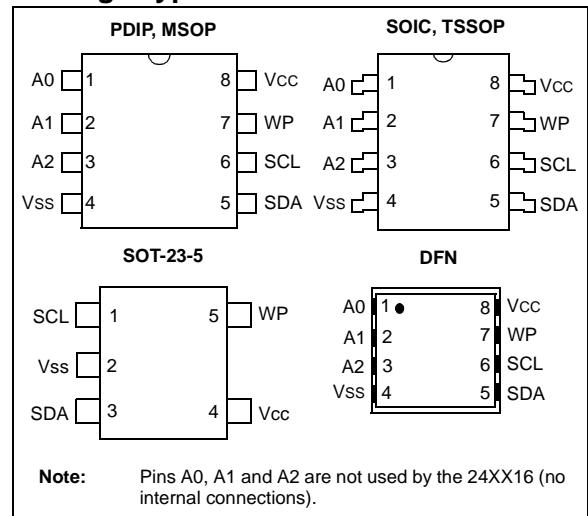 PDIP, MSOP
A0 1 8 VCC
A1 2 7 WP
A2 3 6 SCL
VSS 4 5 SDA
SOIC, TSSOP
A0 1 8 VCC
A1 2 7 WP
A2 3 6 SCL
VSS 4 5 SDA
SOT-23-5
SCL 1 5 WP
Vss 2
SDA 3 4 Vcc
DFN
A0 1 8 VCC
A1 2 7 WP
A2 3 6 SCL
VSS 4 5 SDA
Note: Pins A0, A1 and A2 are not used by the 24XX16 (no
internal connections).